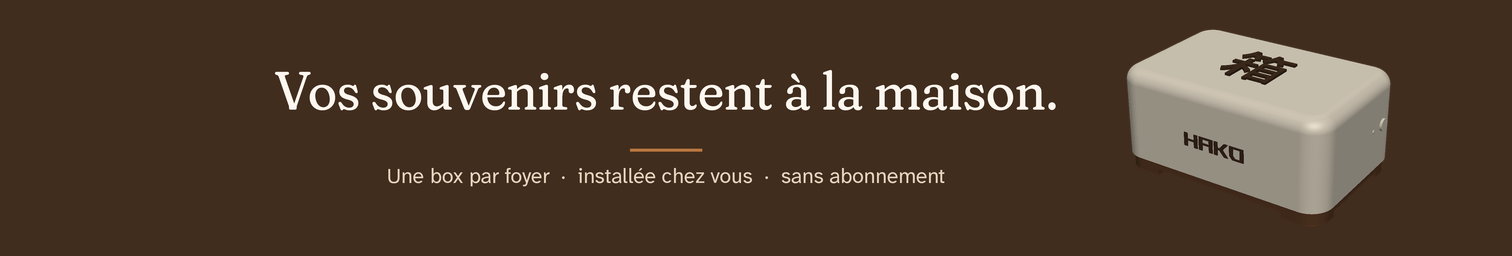 Vos souvenirs restent à la maison.
Une box par foyer · installée chez vous · sans abonnement
箱
HAKO